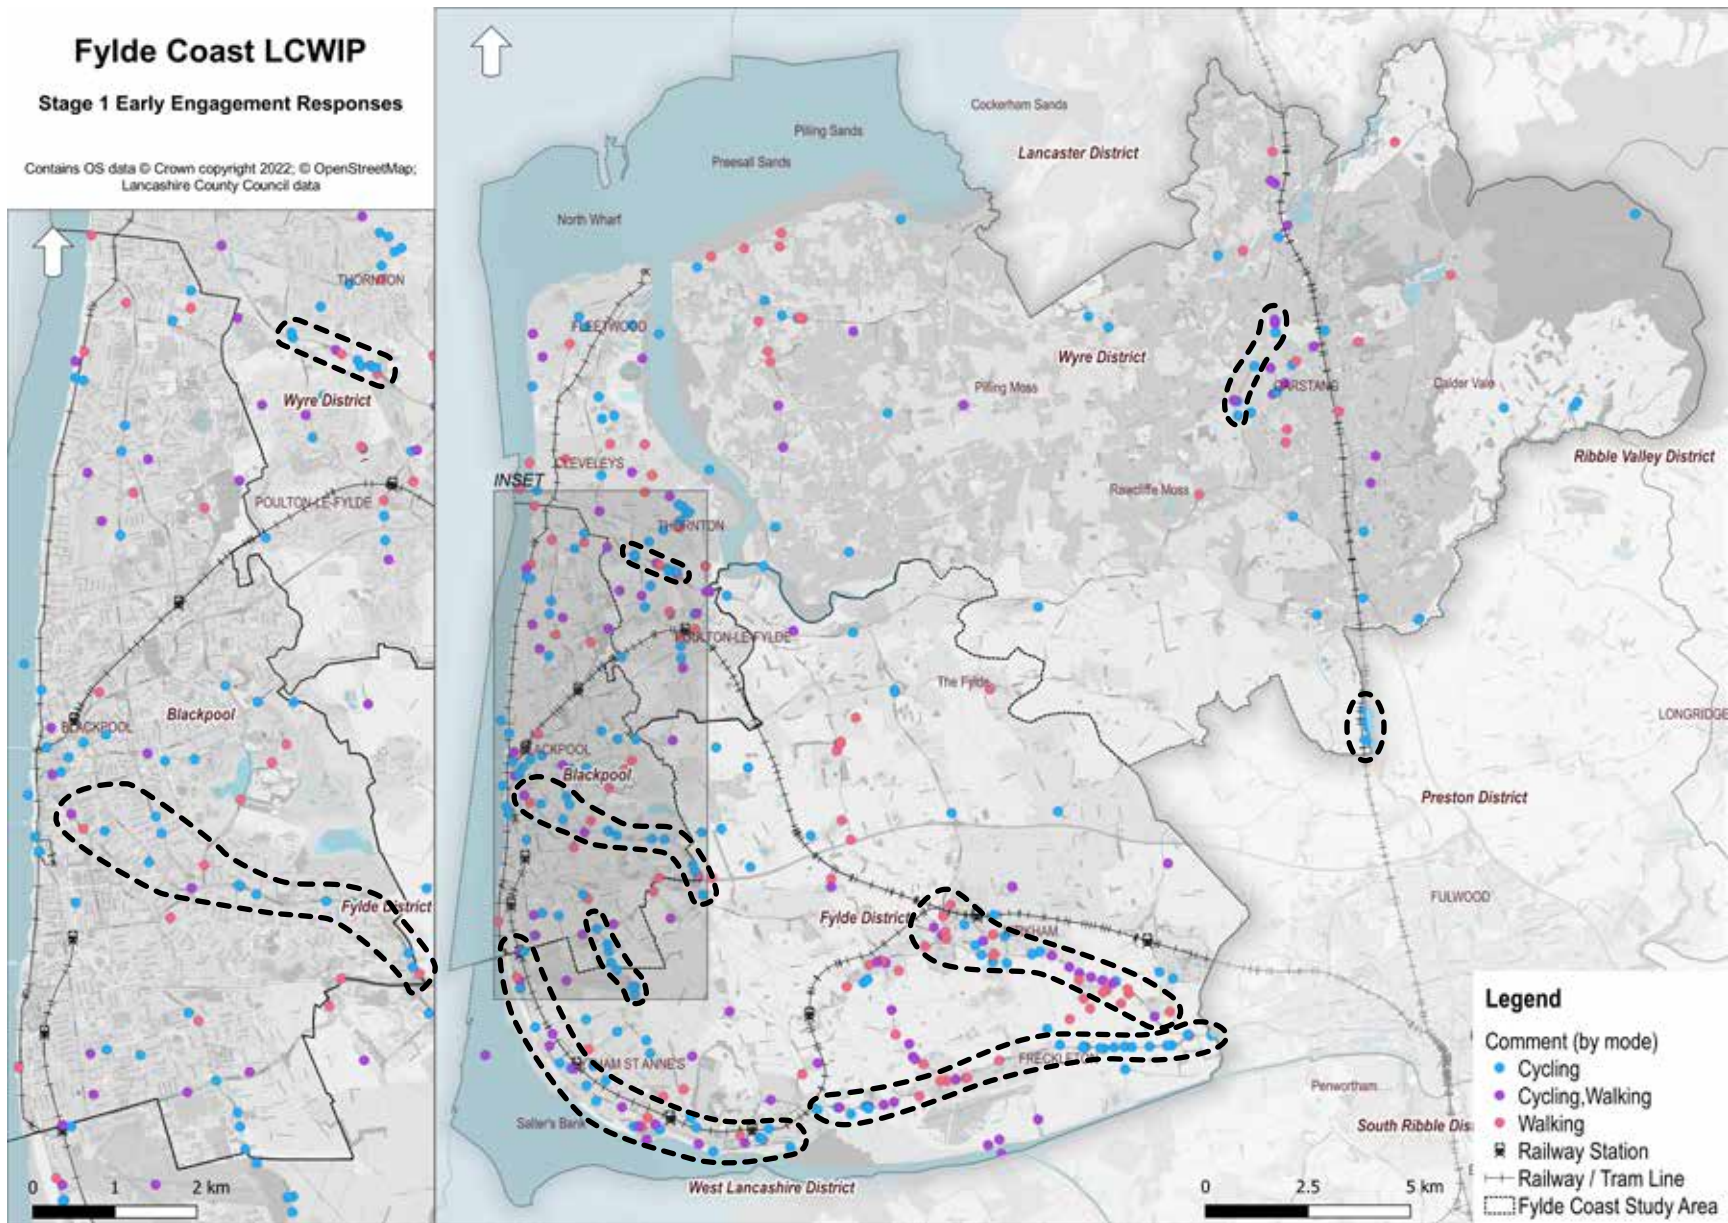 Fylde Coast LCWIP
Stage 1 Early Engagement Responses
Contains OS data © Crown copyright 2022; © OpenStreetMap;
Lancashire County Council data
THORNTON
Wyre District
POULTON-LE-FYLDE
BLACKPOOL
Blackpool
Fylde District
0 1 2 km
Cockerham Sands
Pilling Sands
Lancaster District
Preesall Sands
North Wharf
FLEETWOOD
Wyre District
Pilling Moss
GARSTANG
Calder Vale
Ribble Valley District
CLEVELEYS
INSET
Rawcliffe Moss
THORNTON
POULTON-LE-FYLDE
The Fylde
LONGRIDGE
BLACKPOOL
Blackpool
Preston District
FULWOOD
Fylde District
KIRKHAM
FRECKLETON
LYTHAM ST ANNE'S
Penwortham
Salter's Bank
South Ribble Dis
West Lancashire District
0 2.5 5 km
Legend
Comment (by mode)
Cycling
Cycling,Walking
Walking
Railway Station
Railway / Tram Line
Fylde Coast Study Area